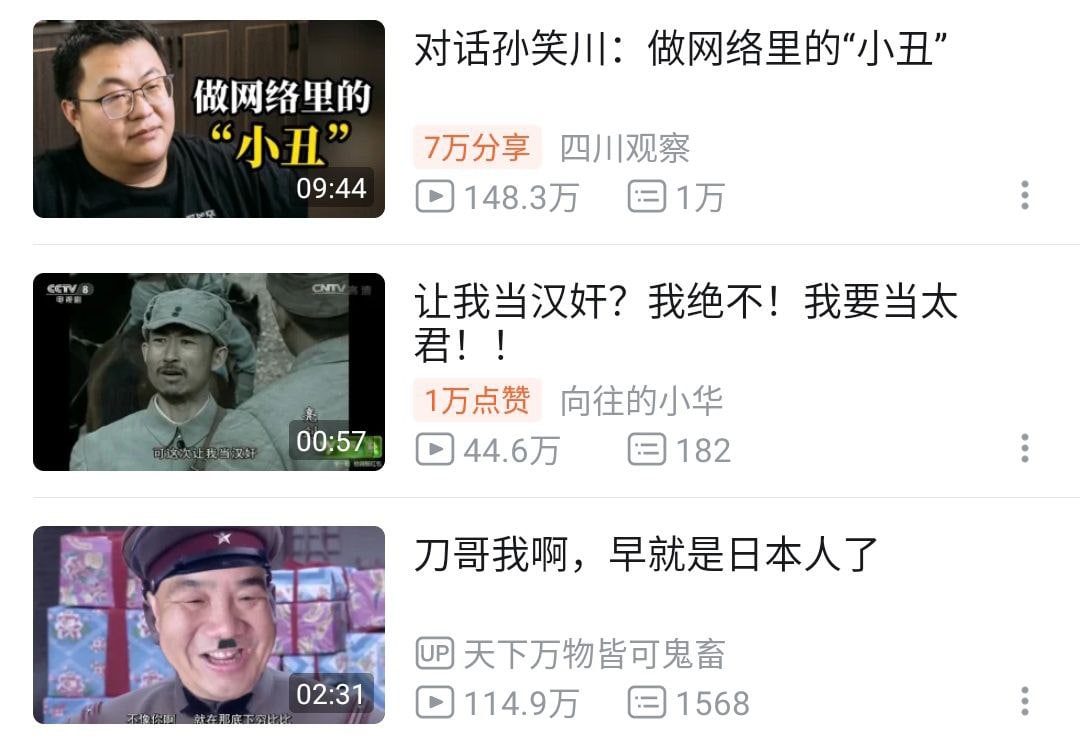 做网络里的
“小丑”
09:44
对话孙笑川：做网络里的“小丑”
7万分享 四川观察
148.3万 1万
CCTV 8
电视剧
CNTV 高清
可这次让我当汉奸
00:57
让我当汉奸？我绝不！我要当太
君！！
1万点赞 向往的小华
44.6万 182
不像你啊 就在那底下穷比比
02:31
刀哥我啊，早就是日本人了
UP 天下万物皆可鬼畜
114.9万 1568